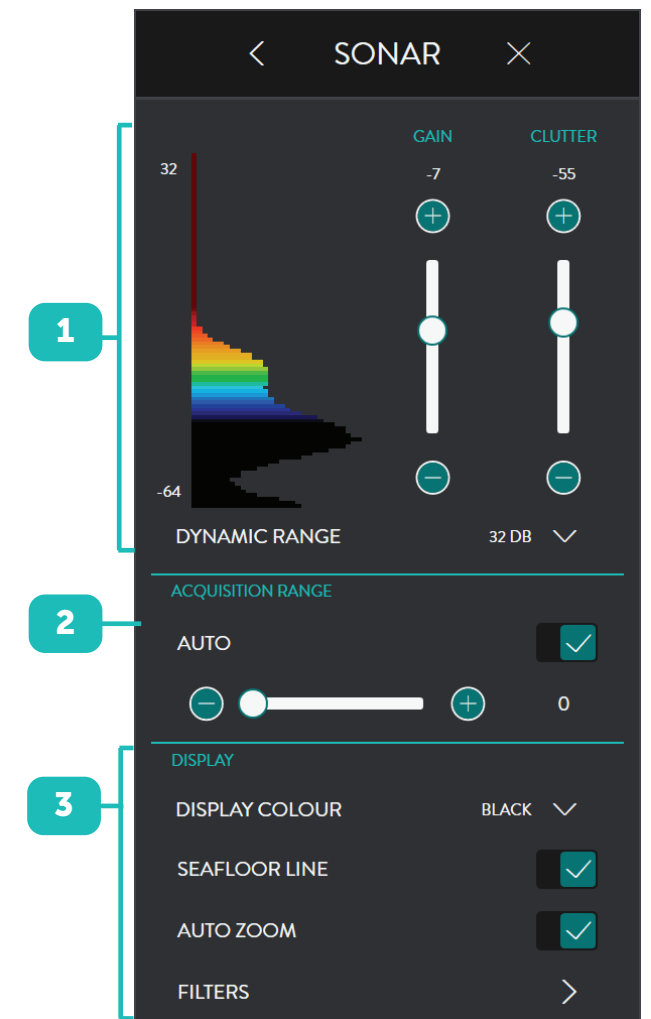 SONAR
GAIN CLUTTER
32 -7 -55
1
-64
DYNAMIC RANGE 32 DB
ACQUISITION RANGE
2
AUTO
0
DISPLAY
3
DISPLAY COLOUR BLACK
SEAFLOOR LINE
AUTO ZOOM
FILTERS